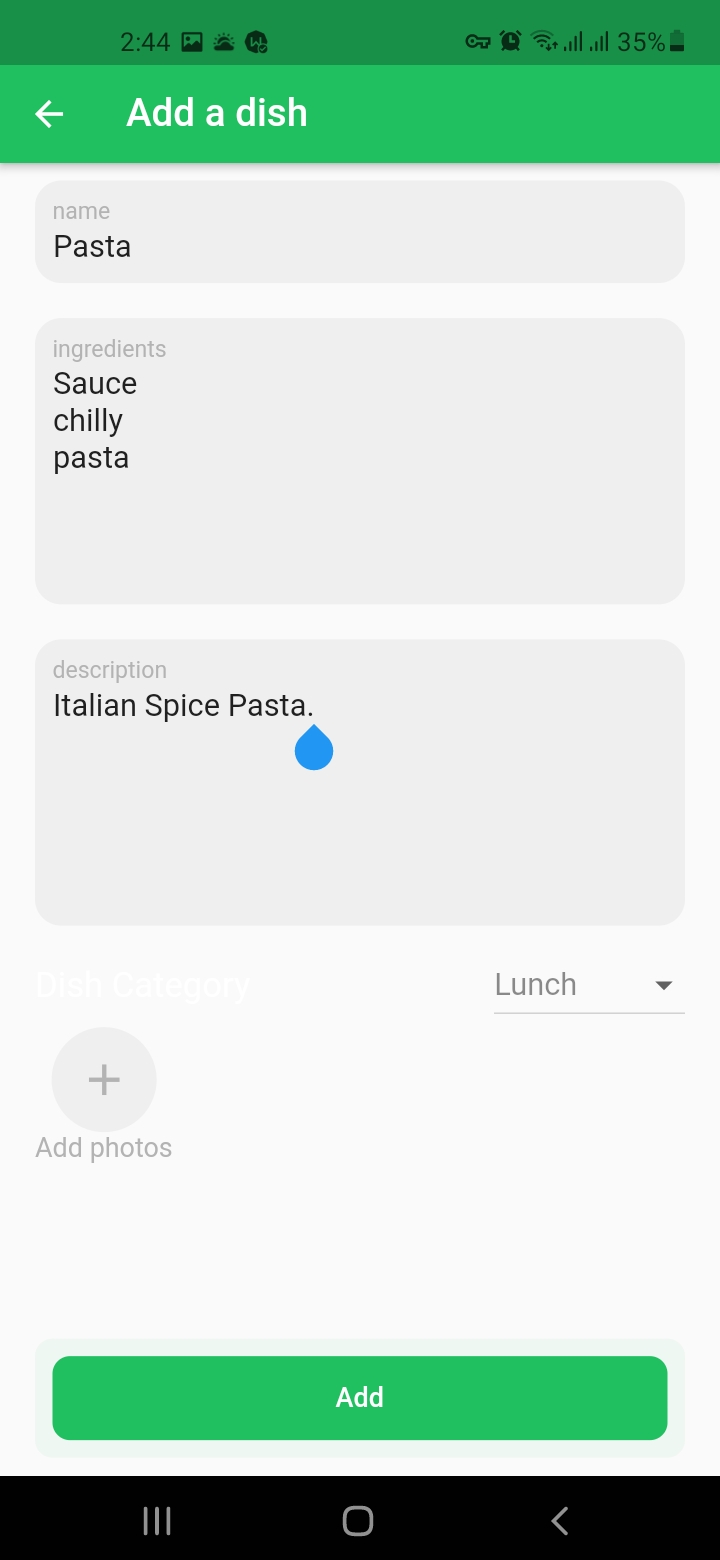 2:44
35%
Add a dish
name
Pasta
ingredients
Sauce
chilly
pasta
description
Italian Spice Pasta.
Dish Category
Lunch
Add photos
Add